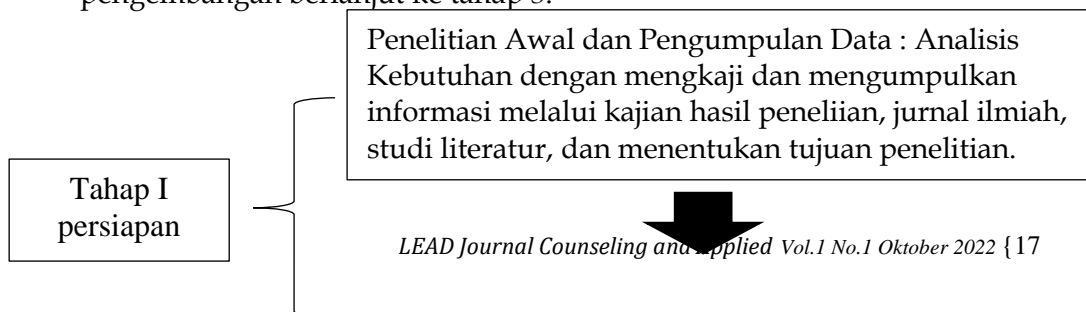 Penelitian Awal dan Pengumpulan Data : Analisis
Kebutuhan dengan mengkaji dan mengumpulkan
informasi melalui kajian hasil peneliian, jurnal ilmiah,
studi literatur, dan menentukan tujuan penelitian.
Tahap I
persiapan
LEAD Journal Counseling and Applied Vol.1 No.1 Oktober 2022 {17